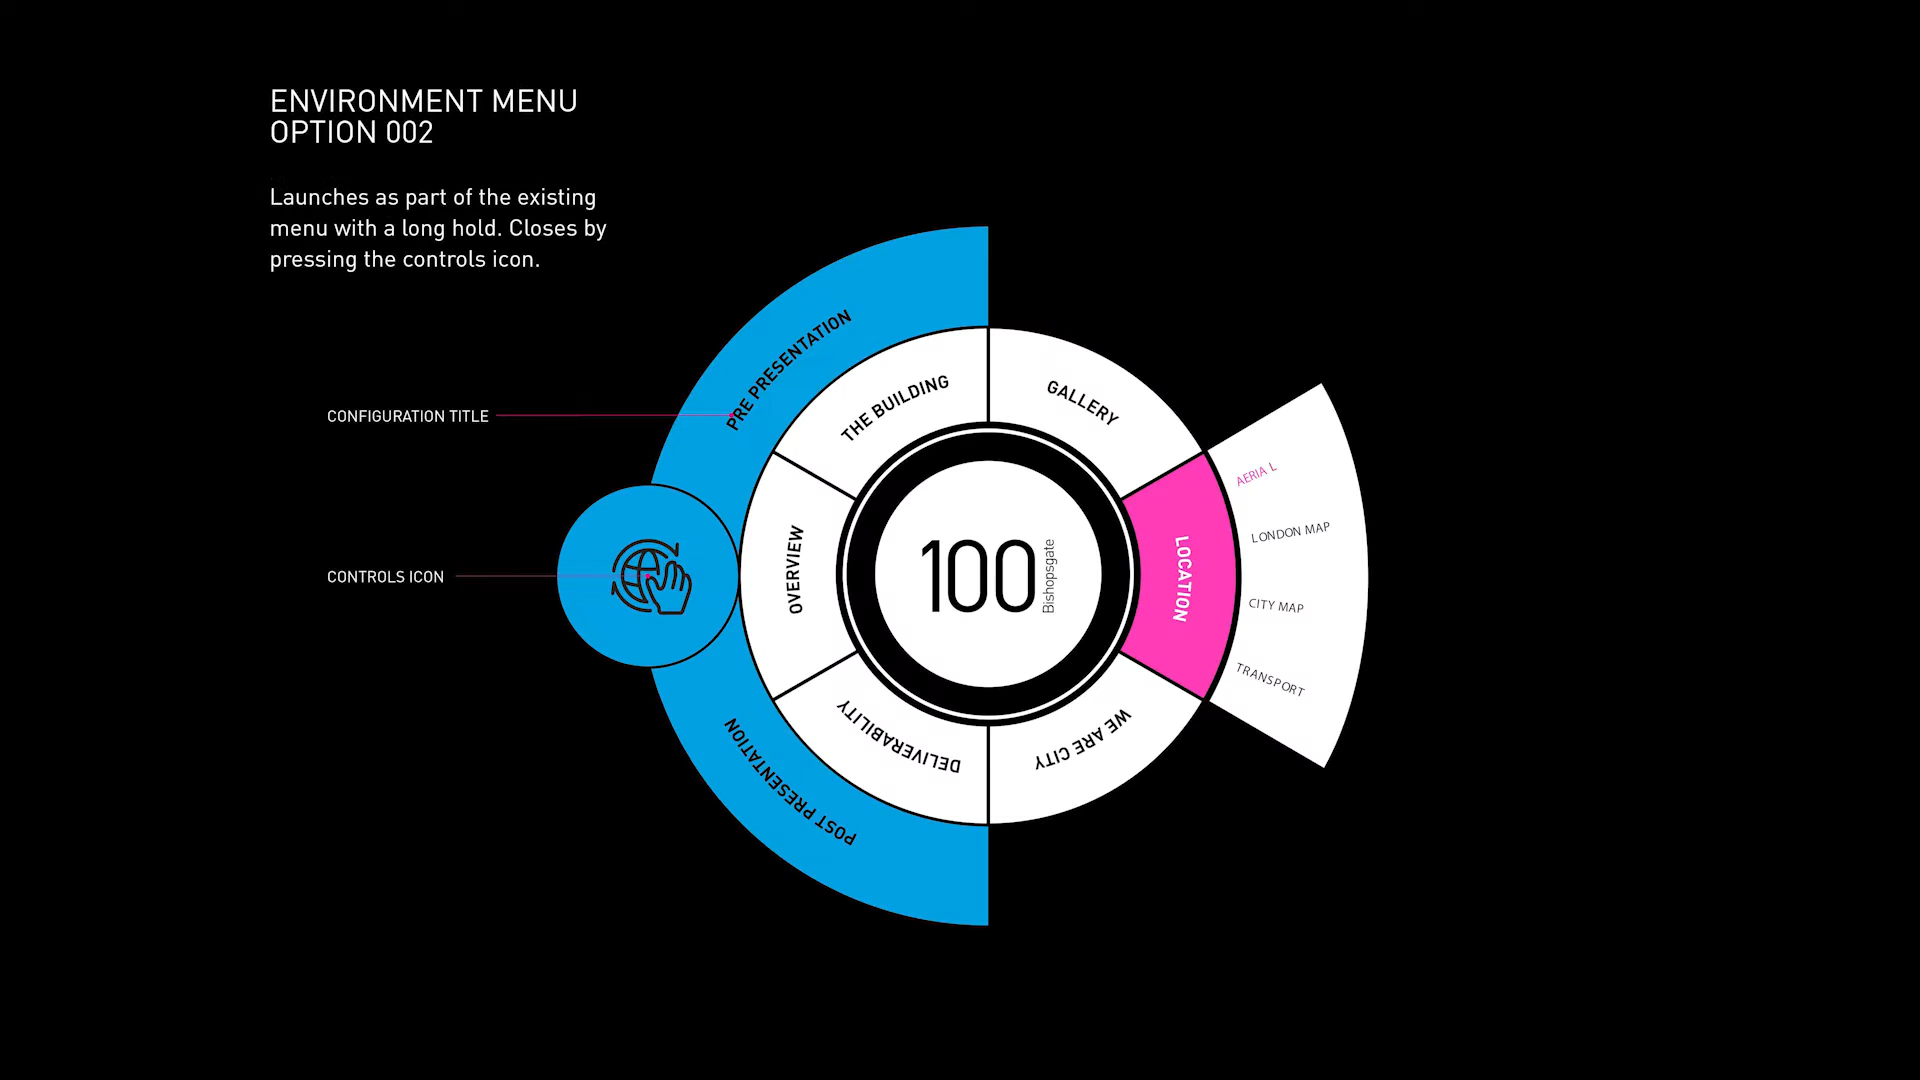 ENVIRONMENT MENU
OPTION 002
Launches as part of the existing
menu with a long hold. Closes by
pressing the controls icon.
CONFIGURATION TITLE
CONTROLS ICON
PRE PRESENTATION
POST PRESENTATION
THE BUILDING
GALLERY
OVERVIEW
LOCATION
DELIVERABILITY
WE ARE CITY
100
Bishopsgate
AERIA L
LONDON MAP
CITY MAP
TRANSPORT